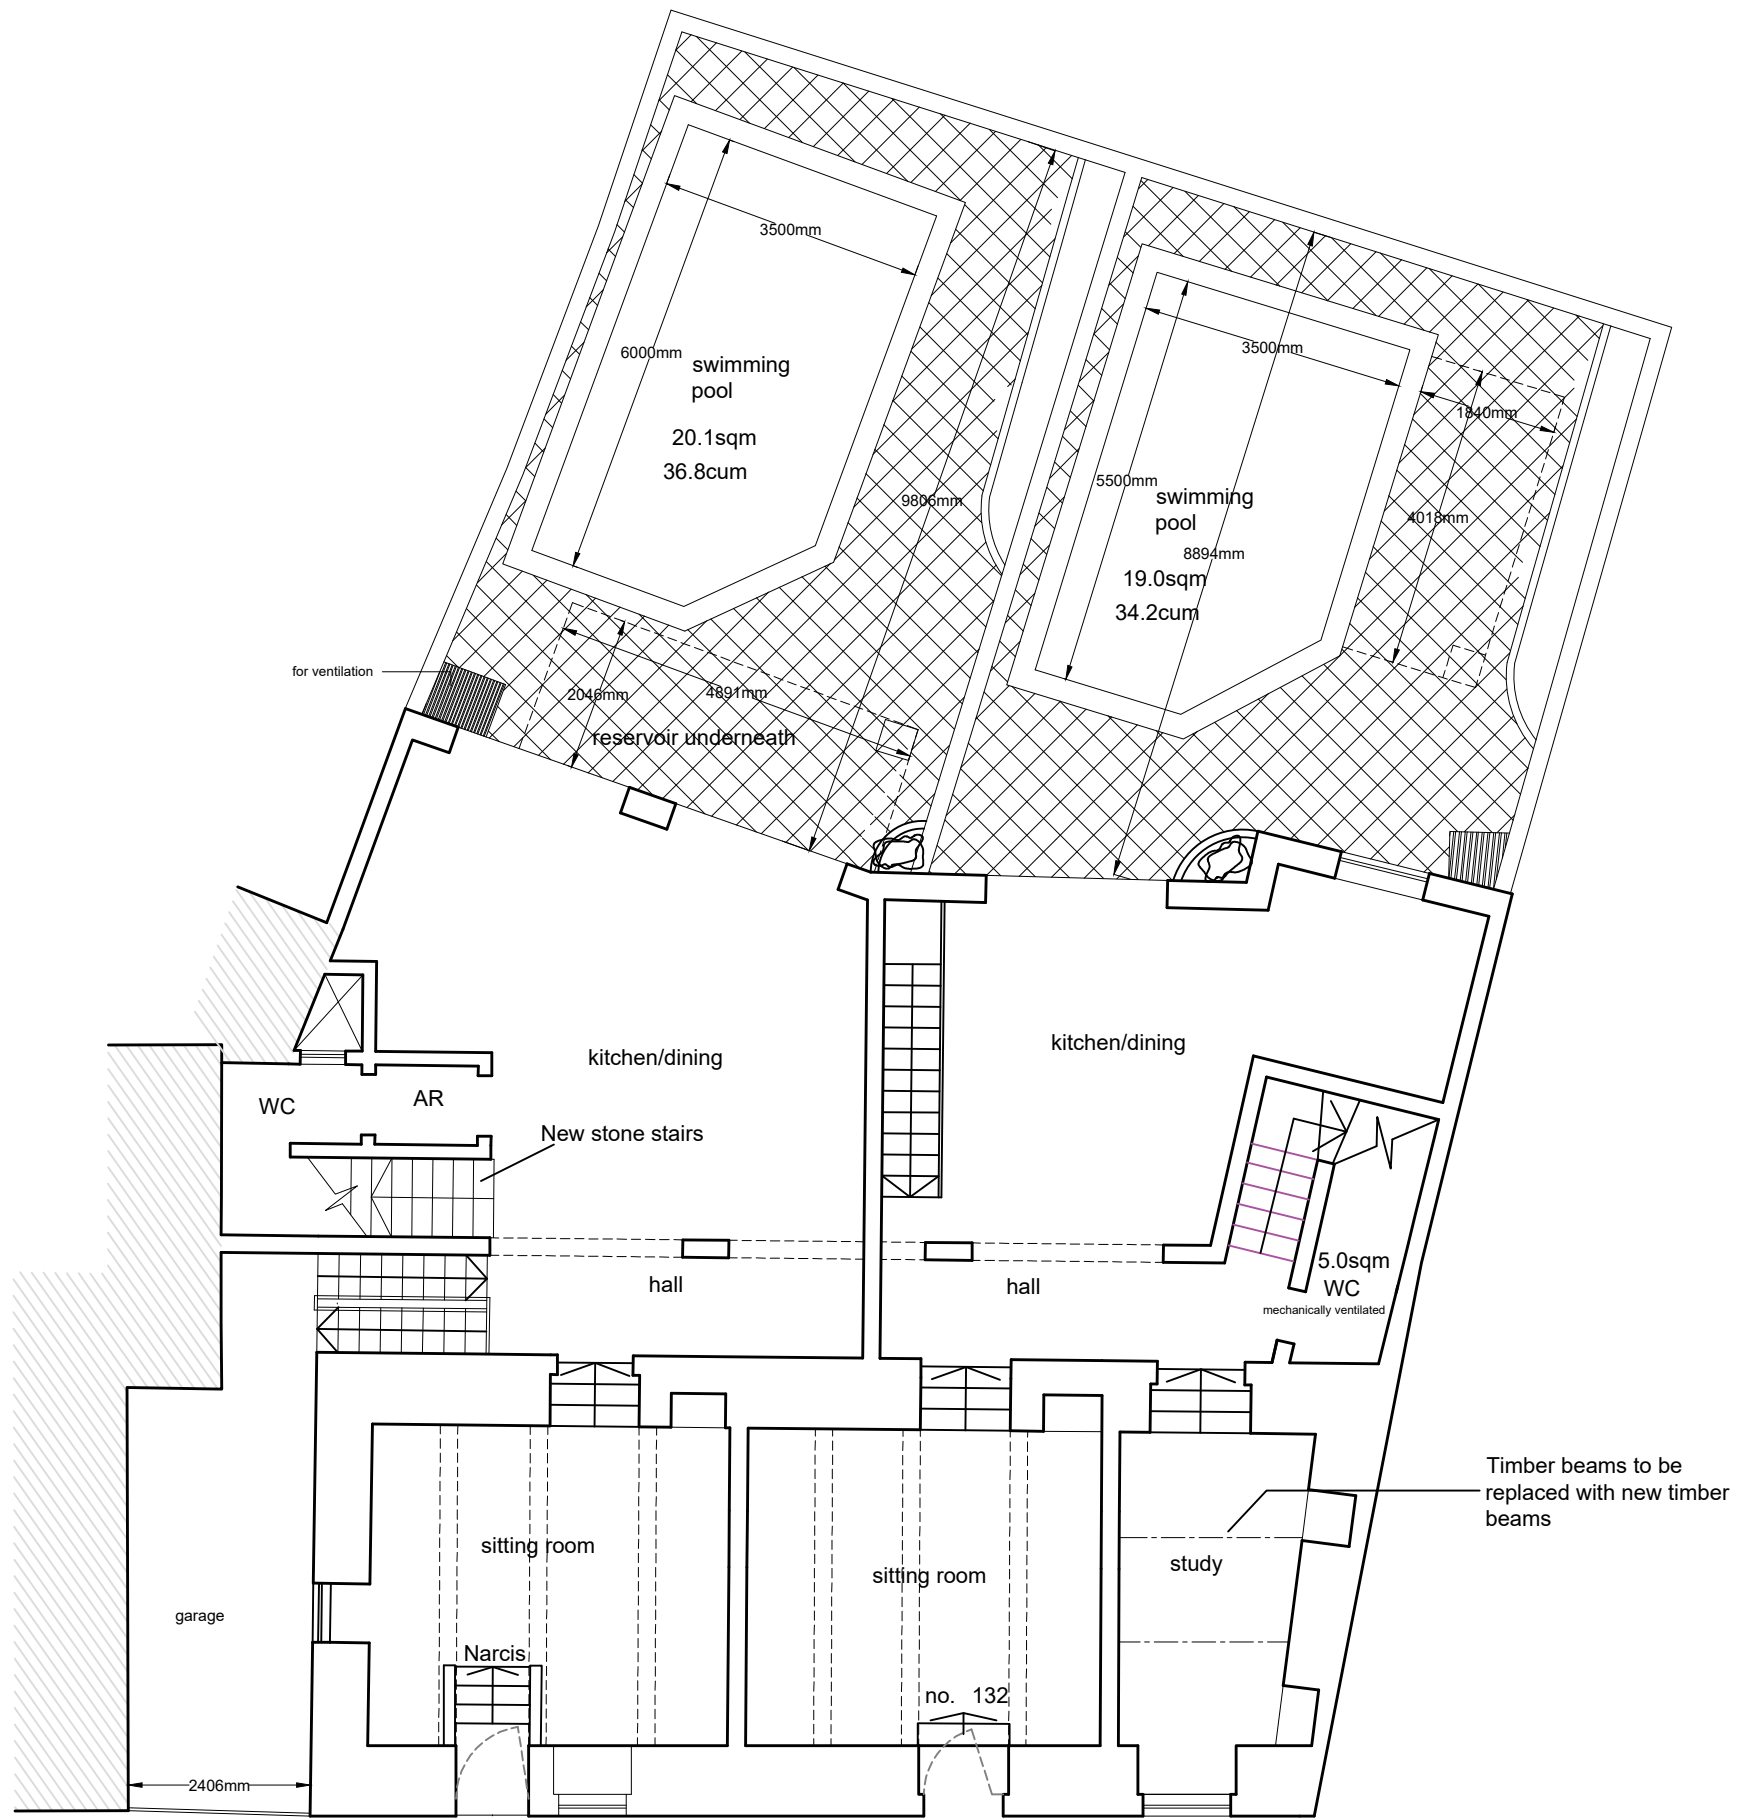 3500mm
3500mm
6000mm
swimming
pool
20.1sqm
36.8cum
1840mm
5500mm
swimming
pool
9806mm
4018mm
8894mm
19.0sqm
34.2cum
for ventilation
2046mm
4891mm
reservoir underneath
kitchen/dining
kitchen/dining
WC
AR
New stone stairs
hall
hall
5.0sqm
WC
mechanically ventilated
Timber beams to be
replaced with new timber
beams
sitting room
sitting room
study
garage
Narcis
no. 132
2406mm